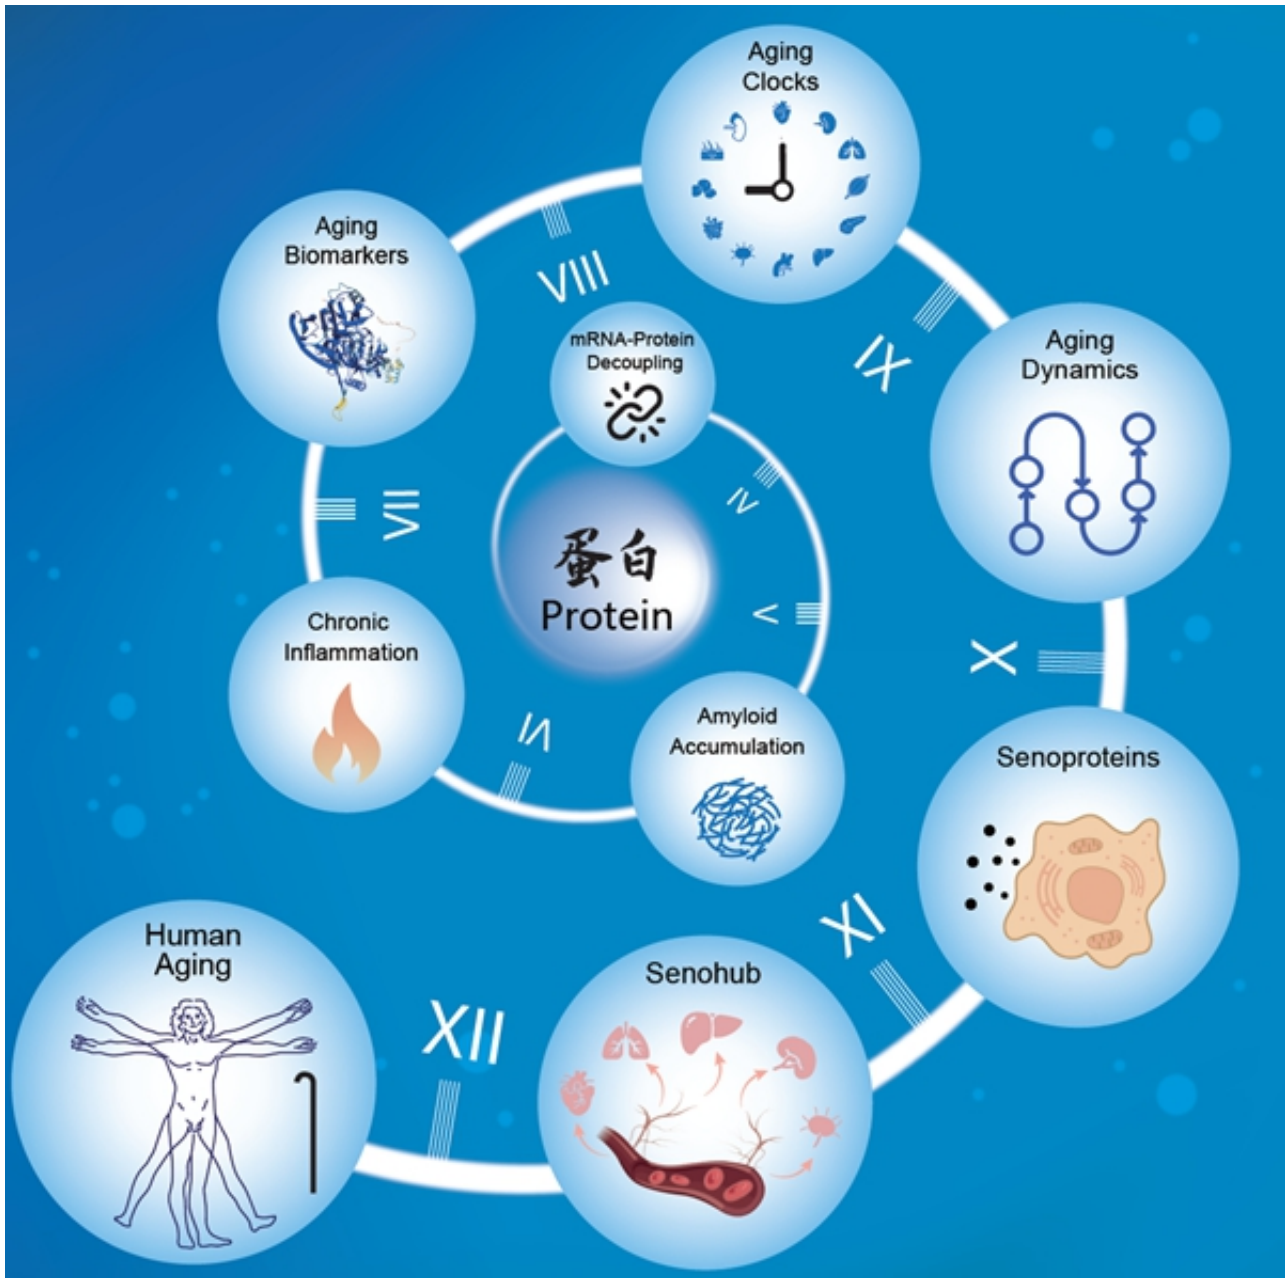 Aging
Clocks
Aging
Biomarkers
VIII
mRNA-Protein
Decoupling
IX
Aging
Dynamics
VII
IV
蛋白
Protein
V
X
Chronic
Inflammation
VI
Amyloid
Accumulation
Senoproteins
XI
Human
Aging
XII
Senohub